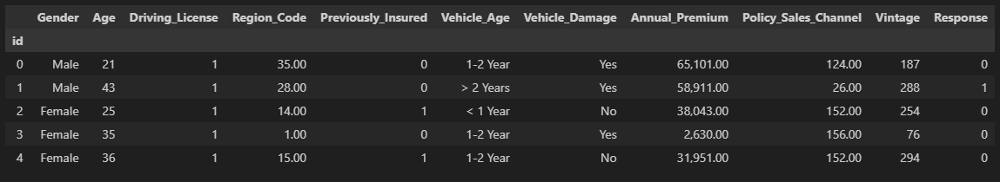 Gender Age Driving_License Region_Code Previously_Insured Vehicle_Age Vehicle_Damage Annual_Premium Policy_Sales_Channel Vintage Response
id
0 Male 21 1 35.00 0 1-2 Year Yes 65,101.00 124.00 187 0
1 Male 43 1 28.00 0 > 2 Years Yes 58,911.00 26.00 288 1
2 Female 25 1 14.00 1 < 1 Year No 38,043.00 152.00 254 0
3 Female 35 1 1.00 0 1-2 Year Yes 2,630.00 156.00 76 0
4 Female 36 1 15.00 1 1-2 Year No 31,951.00 152.00 294 0